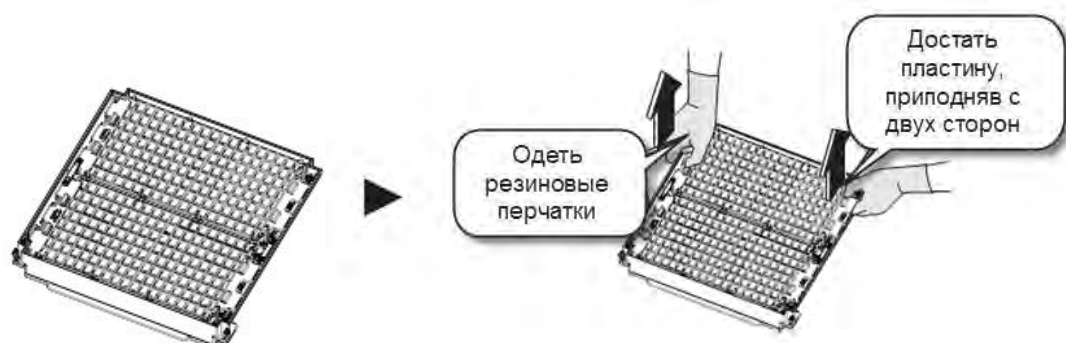 Одеть
резиновые
перчатки
Достать
пластину,
приподняв с
двух сторон